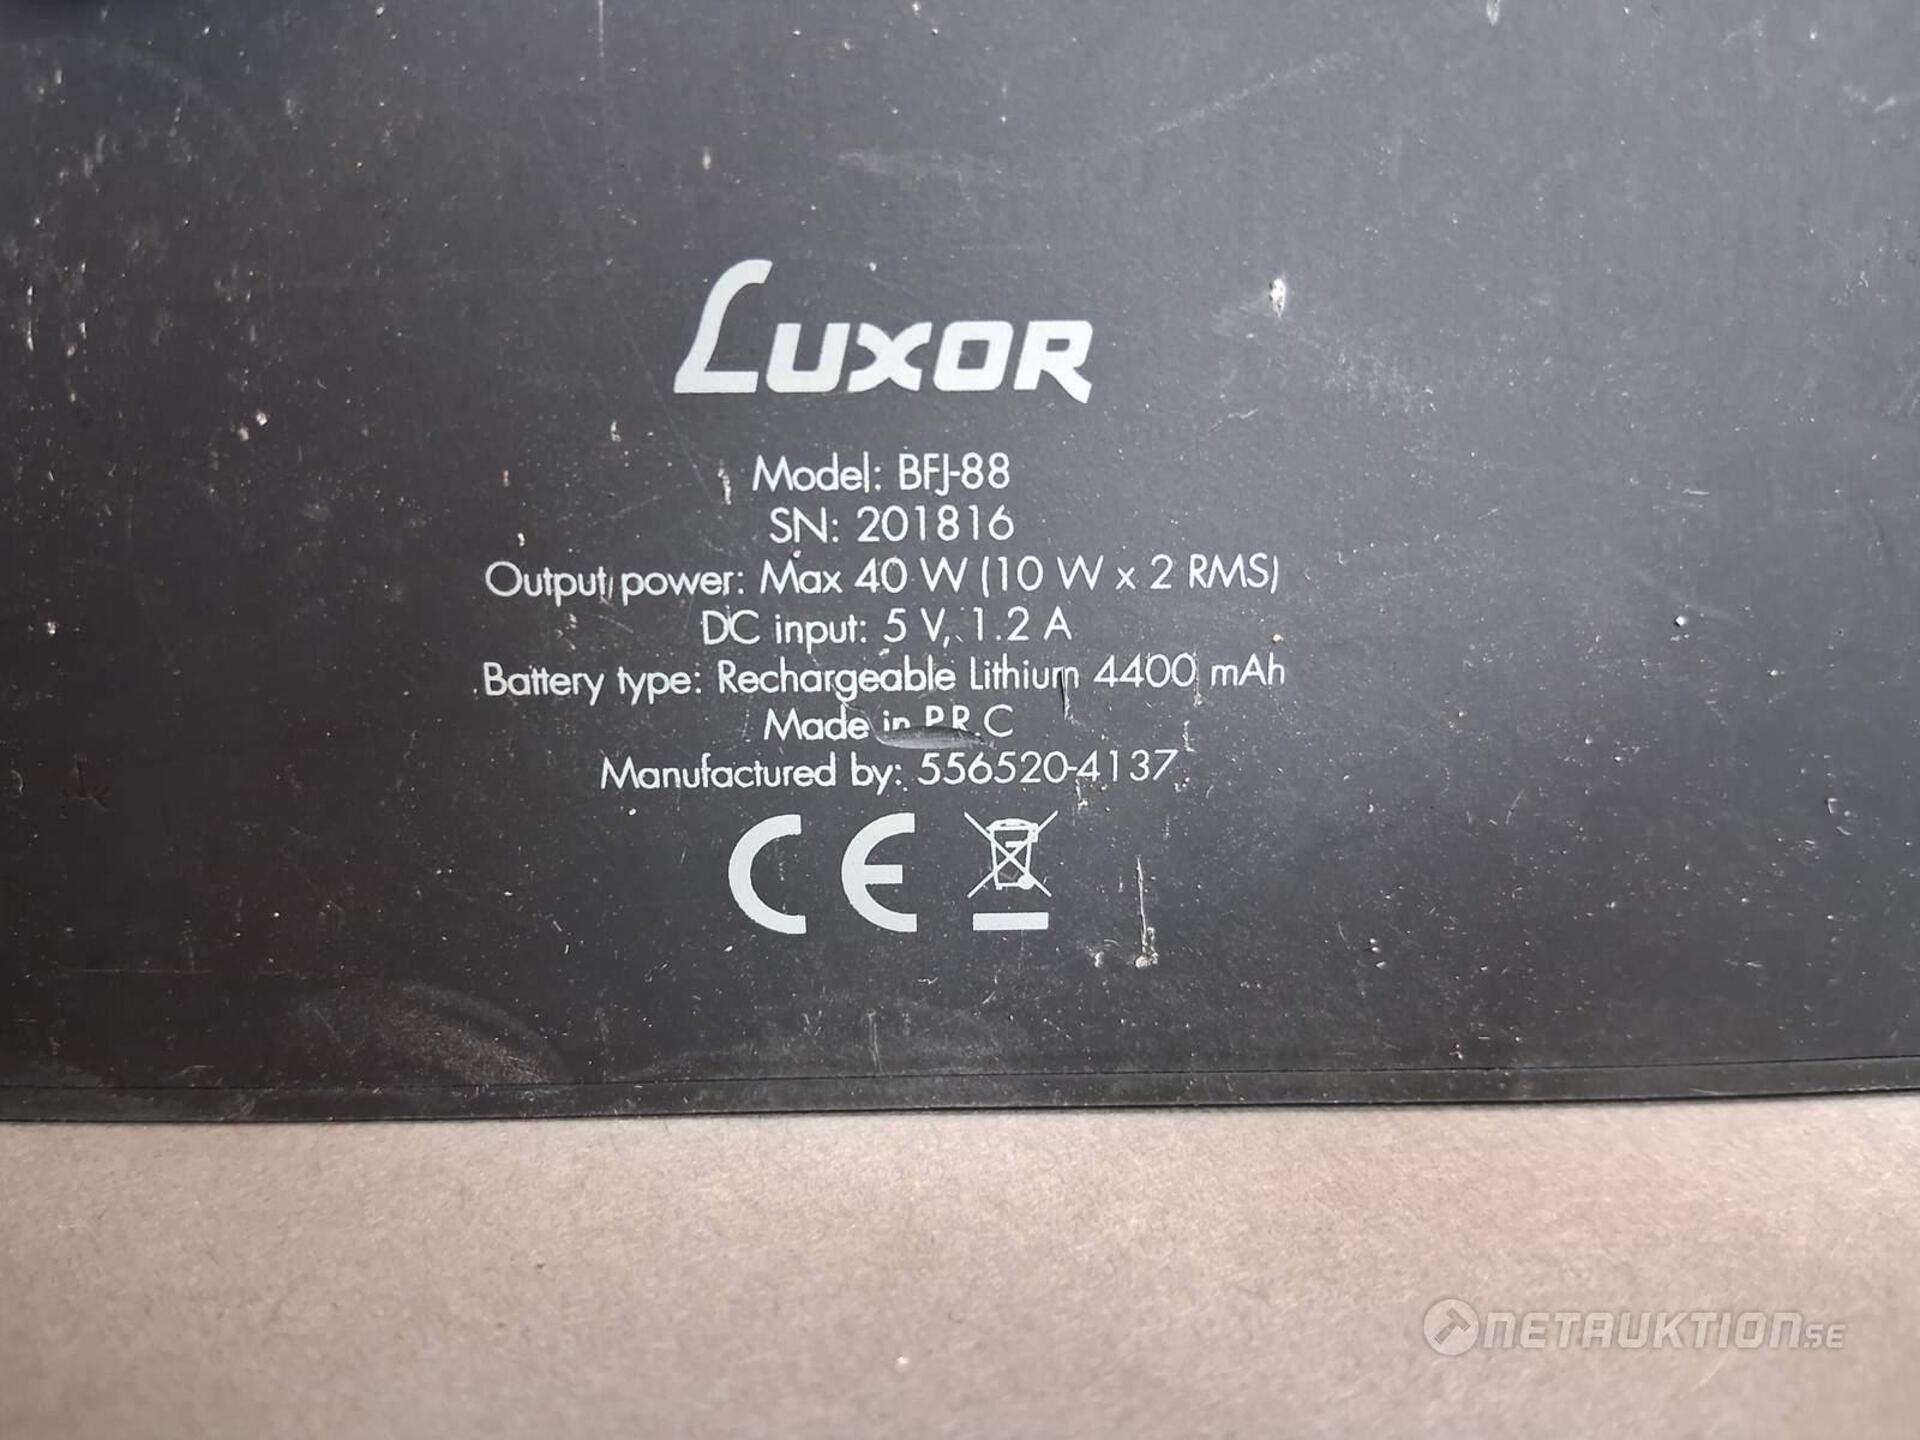 LUXOR
Model: BFJ-88
SN: 201816
Output power: Max 40 W (10 W x 2 RMS)
DC input: 5 V, 1.2 A
Battery type: Rechargeable Lithium 4400 mAh
Made in P.R.C
Manufactured by: 556520-4137
CE
NETAUKTION.SE